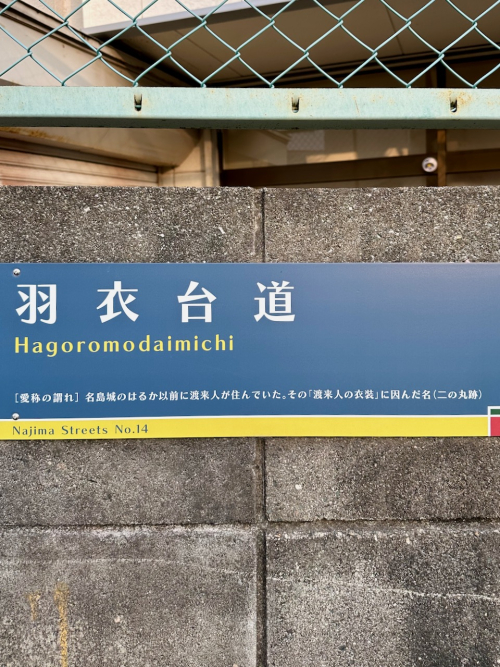 羽衣台道
Hagoromodaimichi
［愛称の謂れ］名島城のはるか以前に渡来人が住んでいた。その「渡来人の衣装」に因んだ名（二の丸跡）
Najima Streets No.14